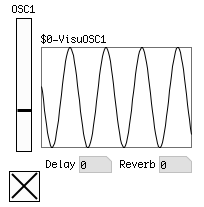 OSC1
$0-VisuOSC1
Delay 0 Reverb 0